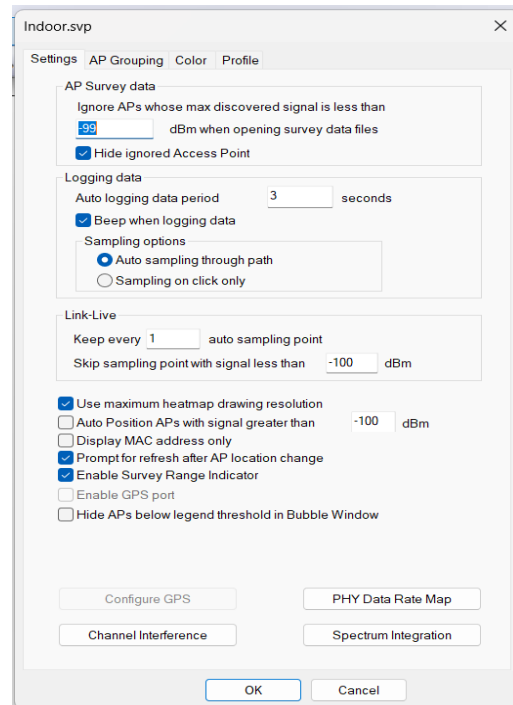 Indoor.svp
Settings AP Grouping Color Profile
AP Survey data
Ignore APs whose max discovered signal is less than
-99 dBm when opening survey data files
Hide ignored Access Point
Logging data
Auto logging data period 3 seconds
Beep when logging data
Sampling options
Auto sampling through path
Sampling on click only
Link-Live
Keep every 1 auto sampling point
Skip sampling point with signal less than -100 dBm
Use maximum heatmap drawing resolution
Auto Position APs with signal greater than -100 dBm
Display MAC address only
Prompt for refresh after AP location change
Enable Survey Range Indicator
Enable GPS port
Hide APs below legend threshold in Bubble Window
Configure GPS PHY Data Rate Map
Channel Interference Spectrum Integration
OK Cancel